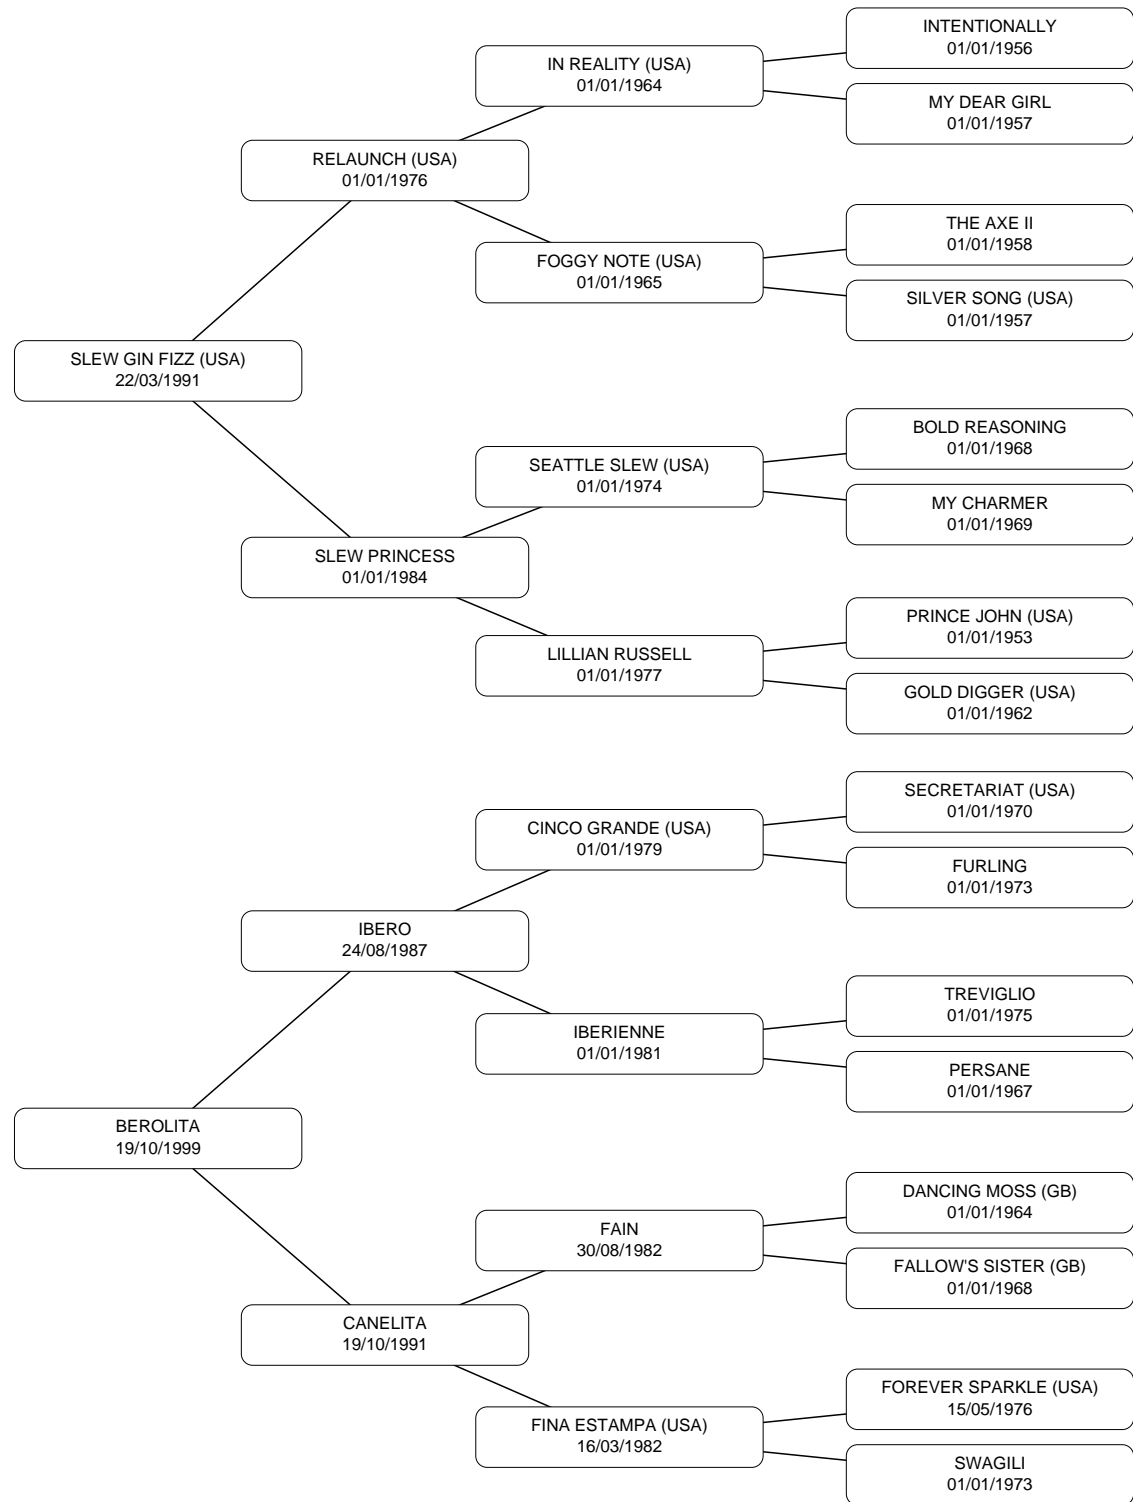 INTENTIONALLY
01/01/1956
IN REALITY (USA)
01/01/1964
MY DEAR GIRL
01/01/1957
RELAUNCH (USA)
01/01/1976
THE AXE II
01/01/1958
FOGGY NOTE (USA)
01/01/1965
SILVER SONG (USA)
01/01/1957
SLEW GIN FIZZ (USA)
22/03/1991
BOLD REASONING
01/01/1968
SEATTLE SLEW (USA)
01/01/1974
MY CHARMER
01/01/1969
SLEW PRINCESS
01/01/1984
PRINCE JOHN (USA)
01/01/1953
LILLIAN RUSSELL
01/01/1977
GOLD DIGGER (USA)
01/01/1962
SECRETARIAT (USA)
01/01/1970
CINCO GRANDE (USA)
01/01/1979
FURLING
01/01/1973
IBERO
24/08/1987
TREVIGLIO
01/01/1975
IBERIENNE
01/01/1981
PERSANE
01/01/1967
BEROLITA
19/10/1999
DANCING MOSS (GB)
01/01/1964
FAIN
30/08/1982
FALLOW'S SISTER (GB)
01/01/1968
CANELITA
19/10/1991
FOREVER SPARKLE (USA)
15/05/1976
FINA ESTAMPA (USA)
16/03/1982
SWAGILI
01/01/1973